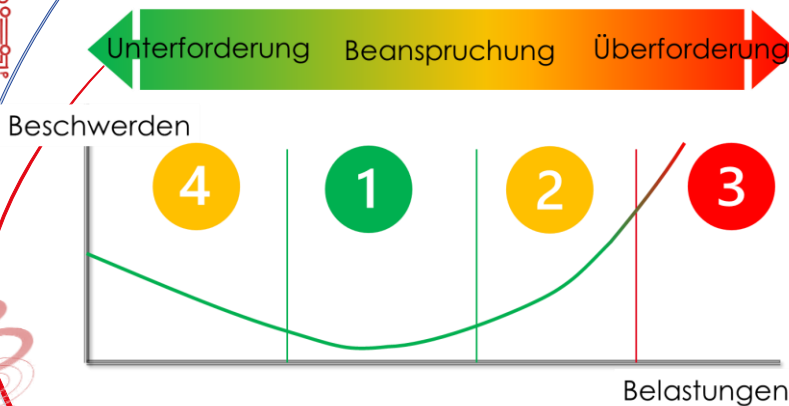 Unterforderung Beanspruchung Überforderung
Beschwerden
4 1 2 3
Belastungen